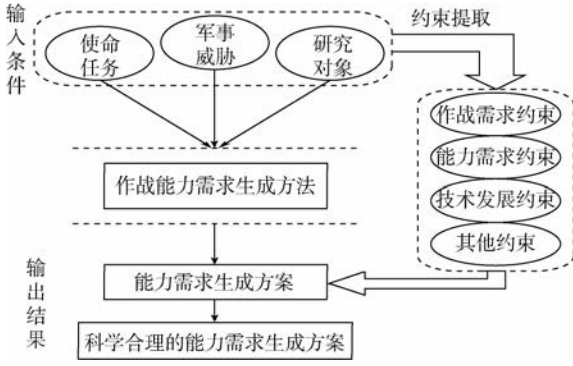 输入条件
使命
任务
军事
威胁
研究
对象
约束提取
作战需求约束
能力需求约束
技术发展约束
其他约束
作战能力需求生成方法
输出结果
能力需求生成方案
科学合理的能力需求生成方案